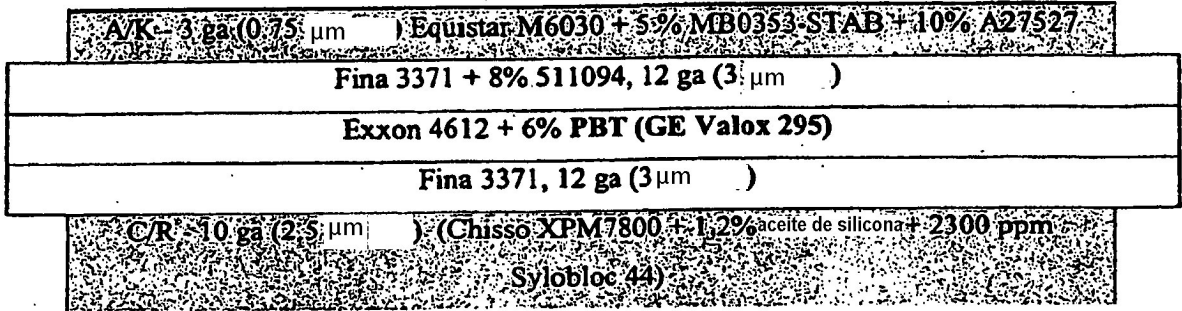 A/K - 3 ga (0.75 µm ) Equistar M6030 + 5 % MB0353 STAB + 10% A27527
Fina 3371 + 8% 511094, 12 ga (3 µm )
Exxon 4612 + 6% PBT (GE Valox 295)
Fina 3371, 12 ga (3 µm )
C/R - 10 ga (2,5 µm ) (Chisso XPM7800 + 1,2% aceite de silicona + 2300 ppm
Sylobloc 44)